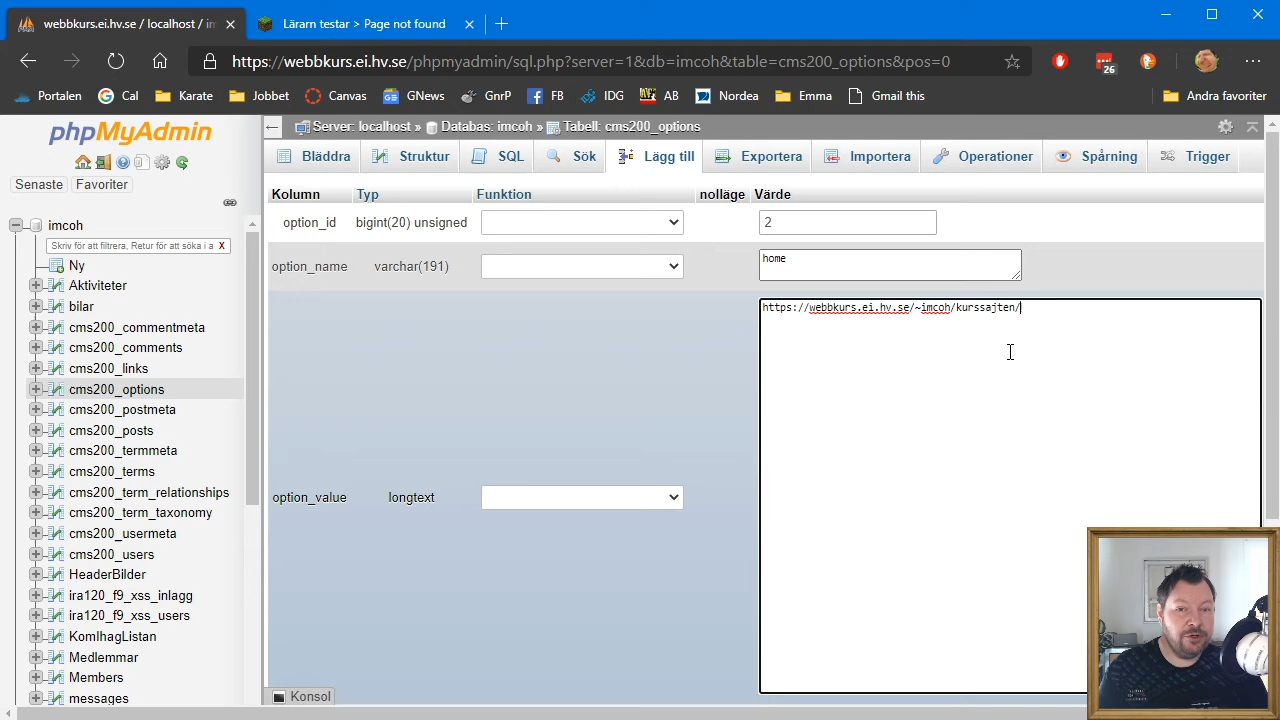 webbkurs.ei.hv.se / localhost / im
Lärarn testar > Page not found
https://webbkurs.ei.hv.se/phpmyadmin/sql.php?server=1&db=imcoh&table=cms200_options&pos=0
26
Portalen
Cal
Karate
Jobbet
Canvas
GNews
GnrP
FB
IDG
AB
Nordea
Emma
Gmail this
Andra favoriter
phpMyAdmin
Senaste
Favoriter
imcoh
Skriv för att filtrera, Retur för att söka i a X
Ny
Aktiviteter
bilar
cms200_commentmeta
cms200_comments
cms200_links
cms200_options
cms200_postmeta
cms200_posts
cms200_termmeta
cms200_terms
cms200_term_relationships
cms200_term_taxonomy
cms200_usermeta
cms200_users
HeaderBilder
ira120_f9_xss_inlagg
ira120_f9_xss_users
KomIhagListan
Medlemmar
Members
messages
Server: localhost » Databas: imcoh » Tabell: cms200_options
Bläddra
Struktur
SQL
Sök
Lägg till
Exportera
Importera
Operationer
Spårning
Trigger
Kolumn Typ Funktion nolläge Värde
option_id bigint(20) unsigned 2
option_name varchar(191) home
option_value longtext
https://webbkurs.ei.hv.se/~imcoh/kurssajten/
Konsol